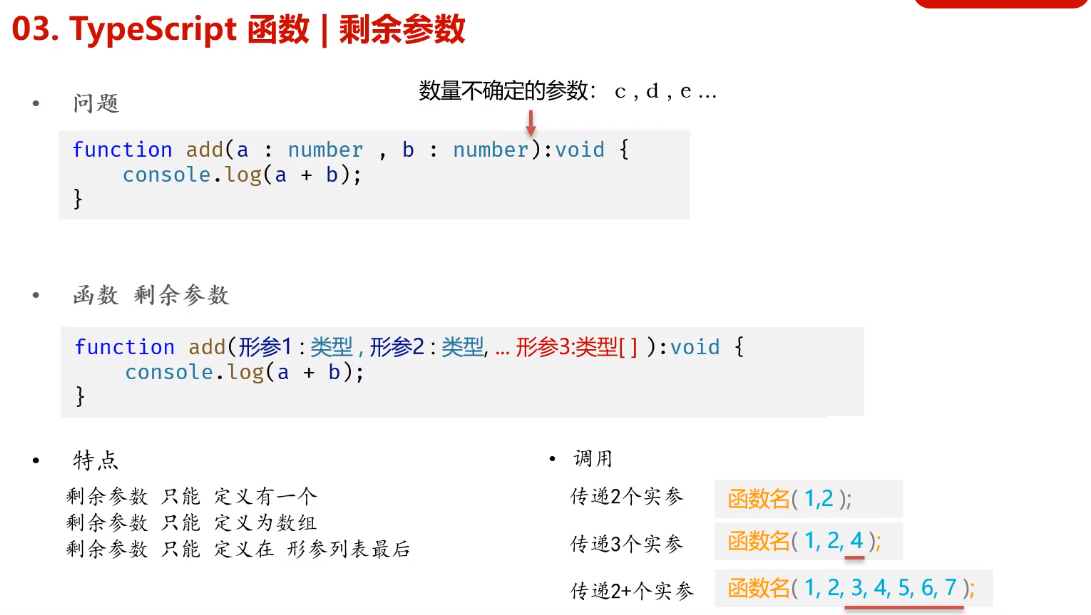 03. TypeScript 函数 | 剩余参数
数量不确定的参数： c , d , e ...
• 问题
function add(a : number , b : number):void {
    console.log(a + b);
}
• 函数 剩余参数
function add(形参1 : 类型 , 形参2 : 类型, ... 形参3:类型[ ] ):void {
    console.log(a + b);
}
• 特点
剩余参数 只能 定义有一个
剩余参数 只能 定义为数组
剩余参数 只能 定义在 形参列表最后
• 调用
传递2个实参 函数名( 1,2 );
传递3个实参 函数名( 1, 2, 4 );
传递2+个实参 函数名( 1, 2, 3, 4, 5, 6, 7 );